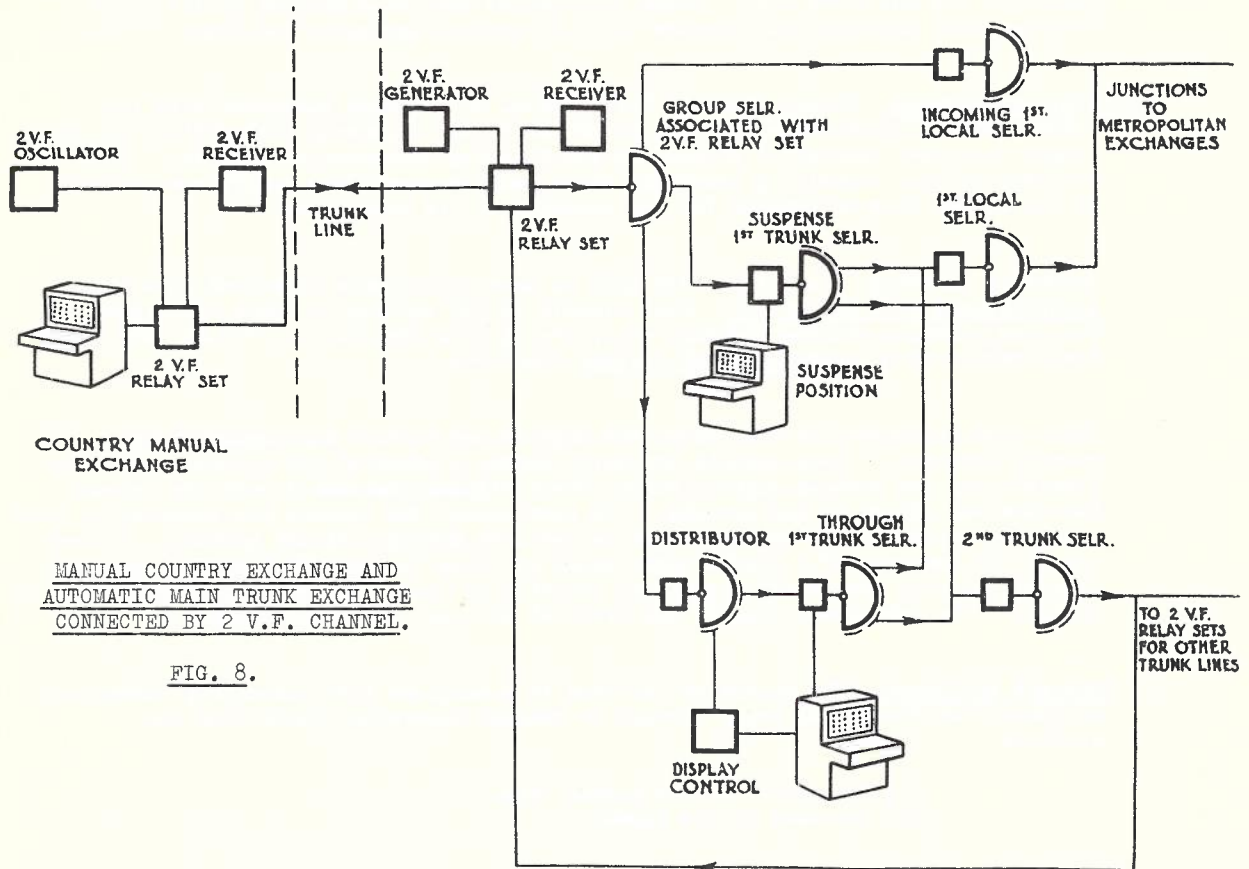 2 V.F.
OSCILLATOR
2 V.F.
RECEIVER
2 V.F.
RELAY SET
COUNTRY MANUAL
EXCHANGE
TRUNK
LINE
2 V.F.
GENERATOR
2 V.F.
RECEIVER
2 V.F.
RELAY SET
GROUP SELR.
ASSOCIATED WITH
2 V.F. RELAY SET
INCOMING 1ST.
LOCAL SELR.
JUNCTIONS
TO
METROPOLITAN
EXCHANGES
1ST. LOCAL
SELR.
SUSPENSE
1ST TRUNK SELR.
SUSPENSE
POSITION
DISTRIBUTOR
THROUGH
1ST TRUNK SELR.
2ND TRUNK SELR.
TO 2 V.F.
RELAY SETS
FOR OTHER
TRUNK LINES
DISPLAY
CONTROL
MANUAL COUNTRY EXCHANGE AND
AUTOMATIC MAIN TRUNK EXCHANGE
CONNECTED BY 2 V.F. CHANNEL.
FIG. 8.